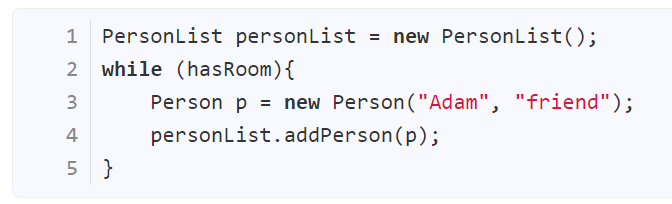 1 PersonList personList = new PersonList();
2 while (hasRoom){
3     Person p = new Person("Adam", "friend");
4     personList.addPerson(p);
5 }